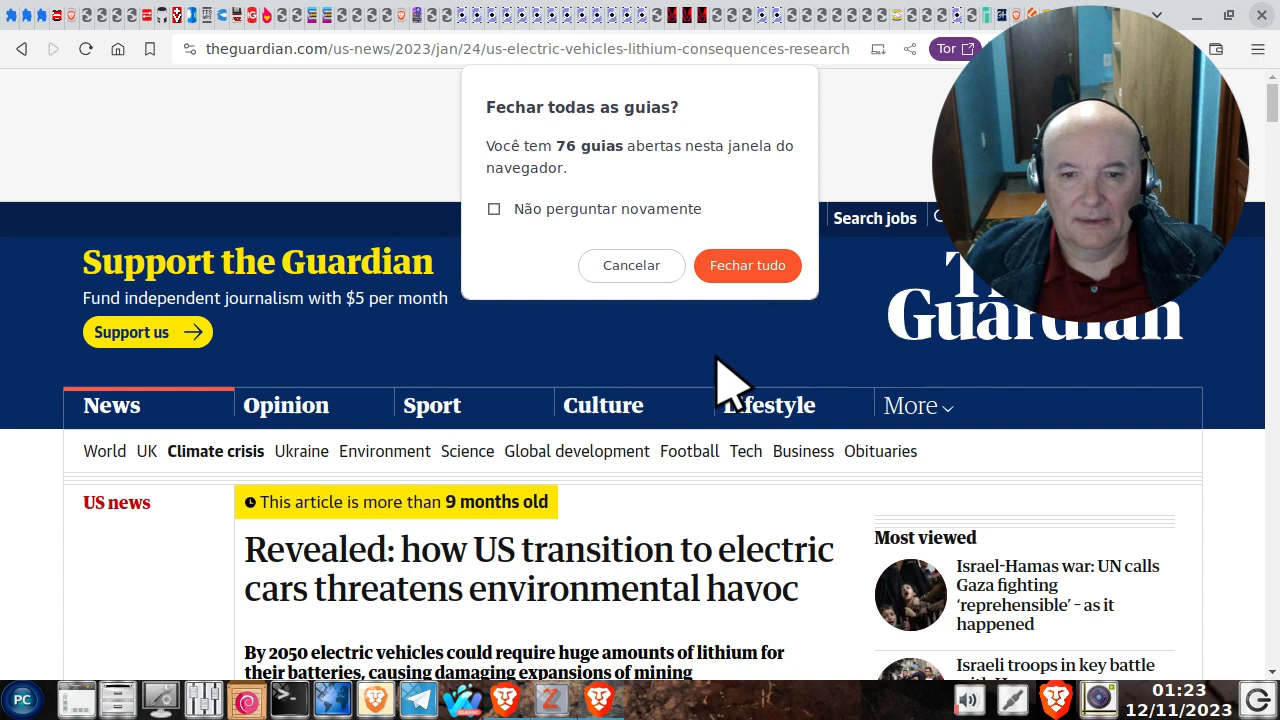 theguardian.com/us-news/2023/jan/24/us-electric-vehicles-lithium-consequences-research
Tor
Fechar todas as guias?
Você tem 76 guias abertas nesta janela do
navegador.
Não perguntar novamente
Cancelar
Fechar tudo
Search jobs
Support the Guardian
Fund independent journalism with $5 per month
Support us
Guardian
News
Opinion
Sport
Culture
Lifestyle
More
World
UK
Climate crisis
Ukraine
Environment
Science
Global development
Football
Tech
Business
Obituaries
US news
This article is more than 9 months old
Revealed: how US transition to electric
cars threatens environmental havoc
By 2050 electric vehicles could require huge amounts of lithium for
their batteries, causing damaging expansions of mining
Most viewed
Israel-Hamas war: UN calls
Gaza fighting
‘reprehensible’ – as it
happened
Israeli troops in key battle
PC
01:23
12/11/2023